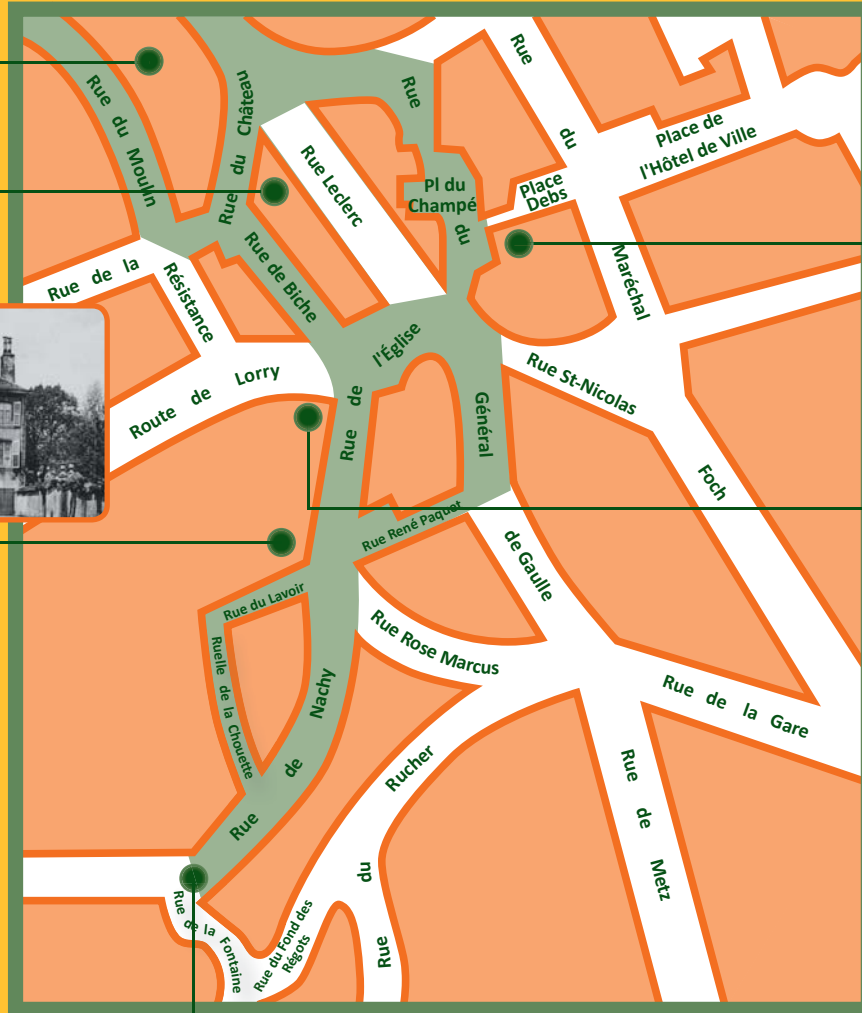 Rue du Moulin
Rue du Château
Rue
Rue du
Rue Leclerc
Place de
l'Hôtel de Ville
Pl du
Champé
du
Place
Debs
Rue de la
Résistance
Rue de Biche
Maréchal
l'Église
Rue de
Route de Lorry
Rue St-Nicolas
Général
Foch
Rue René Paquet
de Gaulle
Rue du Lavoir
Ruelle de la Chouette
Rue Rose Marcus
Rue de Nachy
Rue de la Gare
Rucher
du
Rue
Rue de Metz
Rue de la Fontaine
Rue du Fond des
Régots